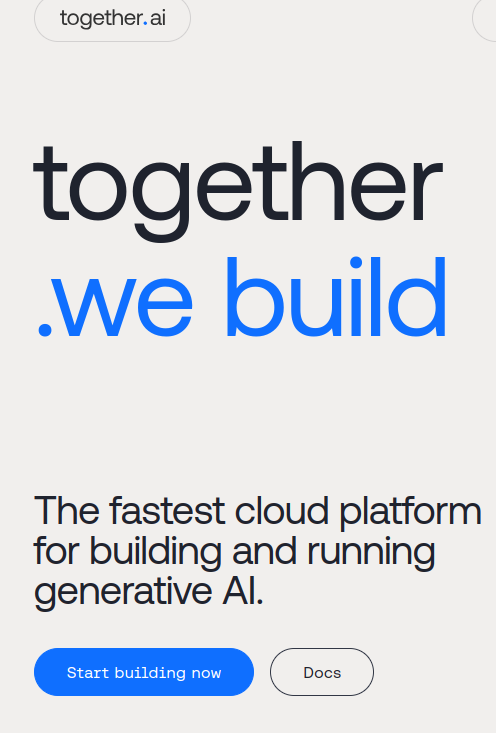 together.ai
together
.we build
The fastest cloud platform
for building and running
generative AI.
Start building now
Docs